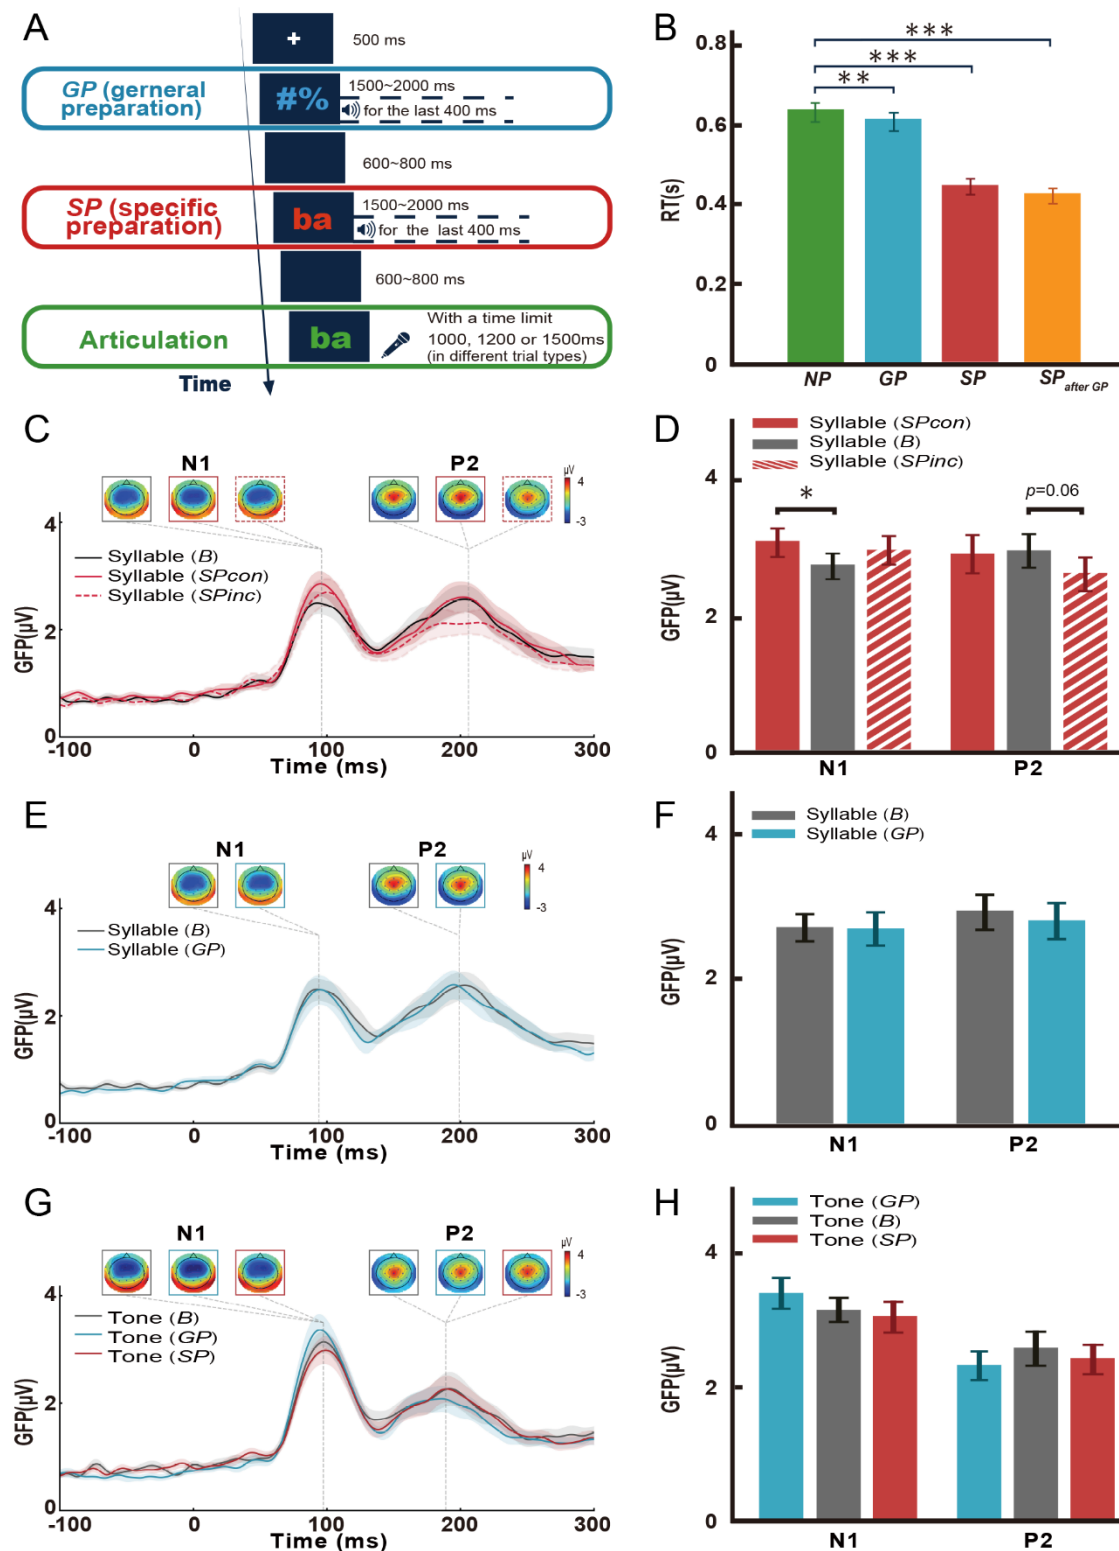 A
+
500 ms
GP (gerneral
preparation)
#%
1500~2000 ms
for the last 400 ms
600~800 ms
SP (specific
preparation)
ba
1500~2000 ms
for the last 400 ms
600~800 ms
Articulation
ba
With a time limit
1000, 1200 or 1500ms
(in different trial types)
Time
B
0.8
0.6
0.4
0.2
0
RT(s)
***
***
**
NP
GP
SP
SP after GP
C
N1
P2
μV
4
-3
Syllable (B)
Syllable (SPcon)
Syllable (SPinc)
4
2
0
GFP(μV)
-100
0
100
200
300
Time (ms)
D
Syllable (SPcon)
Syllable (B)
Syllable (SPinc)
4
2
0
GFP(μV)
*
p=0.06
N1
P2
E
N1
P2
μV
4
-3
Syllable (B)
Syllable (GP)
4
2
0
GFP(μV)
-100
0
100
200
300
Time (ms)
F
Syllable (B)
Syllable (GP)
4
2
0
GFP(μV)
N1
P2
G
N1
P2
μV
4
-3
Tone (B)
Tone (GP)
Tone (SP)
4
2
0
GFP(μV)
-100
0
100
200
300
Time (ms)
H
Tone (GP)
Tone (B)
Tone (SP)
4
2
0
GFP(μV)
N1
P2